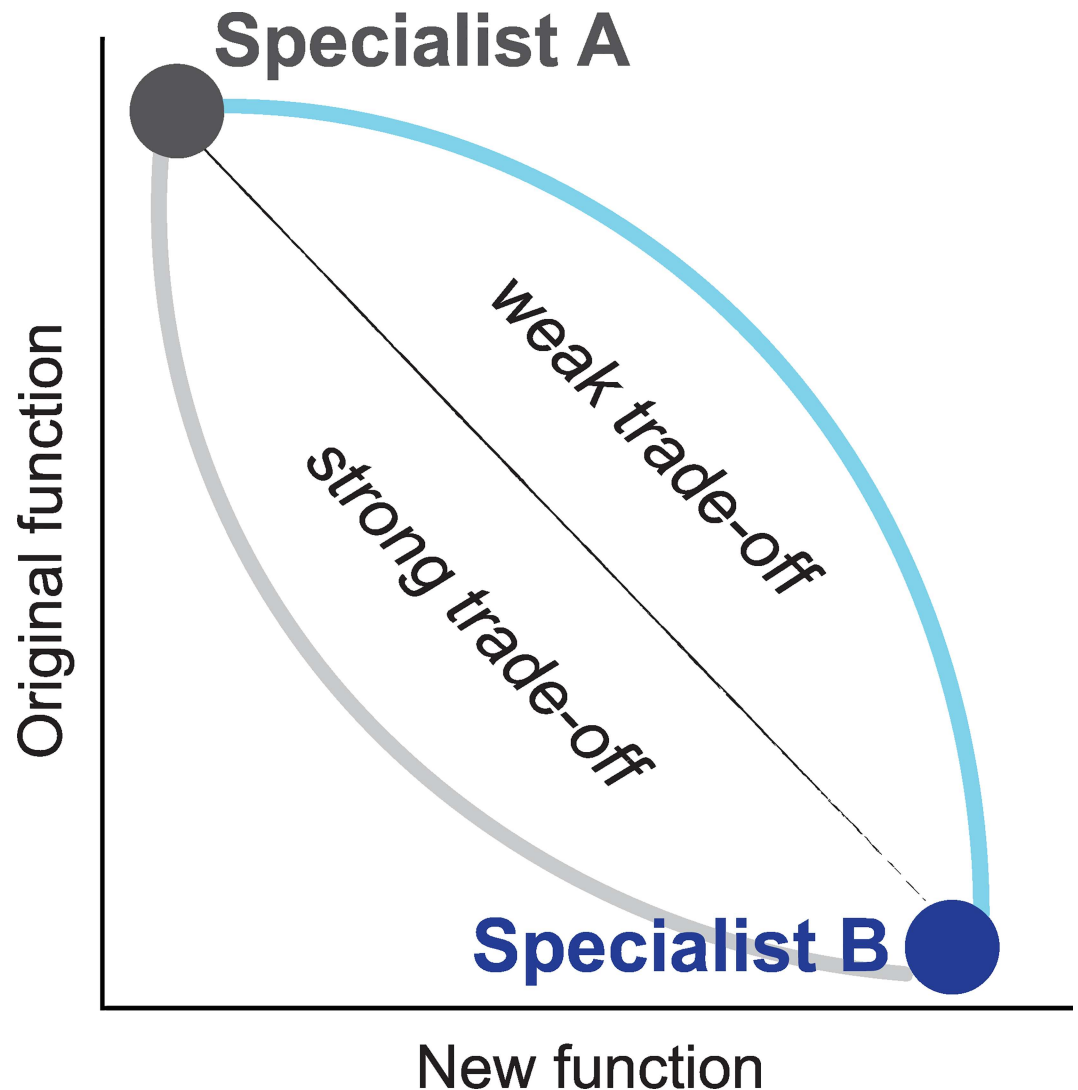 Specialist A
Original function
weak trade-off
strong trade-off
Specialist B
New function